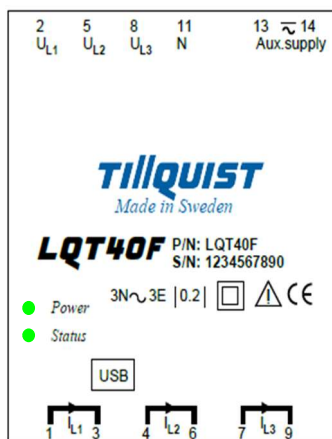 2 5 8 11 13 14
UL1 UL2 UL3 N Aux.supply
TillQUIST
Made in Sweden
LQT40F P/N: LQT40F
S/N: 1234567890
3N~3E |0.2| CE
Power
Status
USB
IL1 IL2 IL3
1 3 4 6 7 9